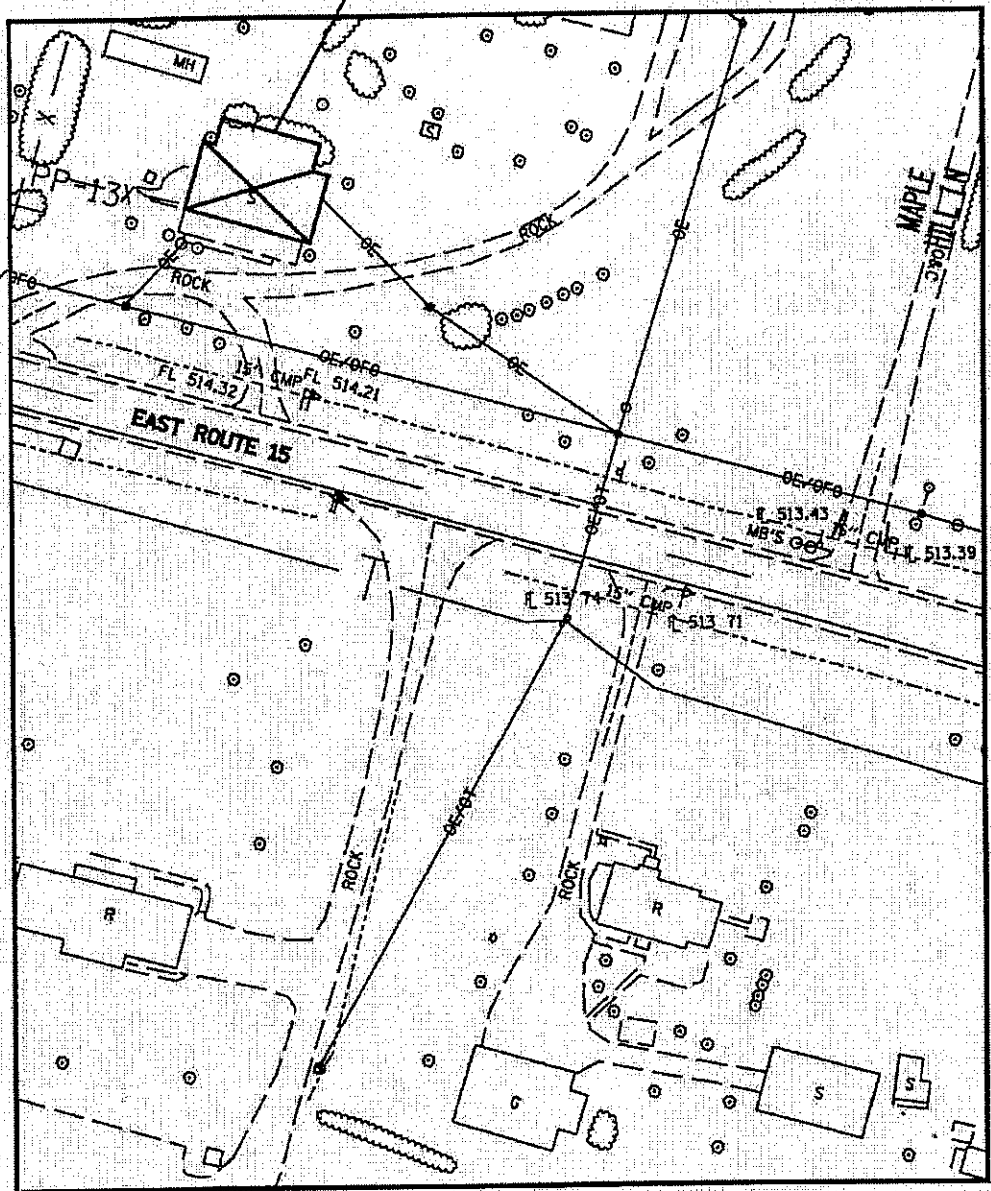 MH
X
S
PP=13X
S
OE
OE
OE
ROCK
MAPLE
HILL LN
ROCK
OFO
OE/OFO
OE
FL 514.32
15" CMP
FL 514.21
EAST ROUTE 15
OE/OFO
FL 513.43
MB'S
15" CMP
FL 513.39
FL 513.74
15" CMP
FL 513.71
OE/OT
ROCK
ROCK
R
R
G
S
S